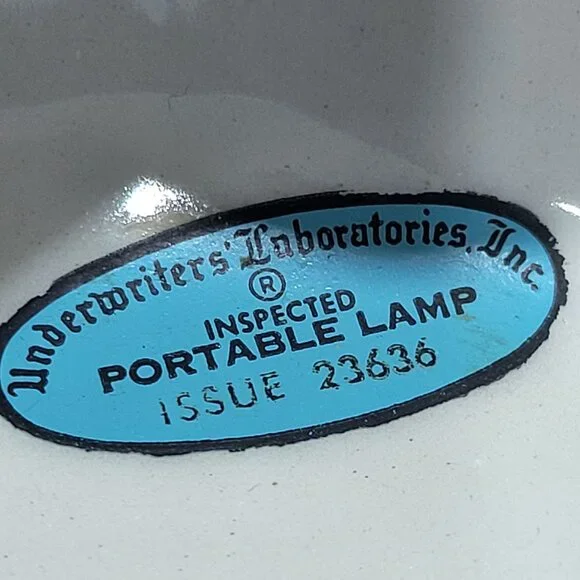 Underwriters' Laboratories, Inc.
®
INSPECTED
PORTABLE LAMP
ISSUE 23636